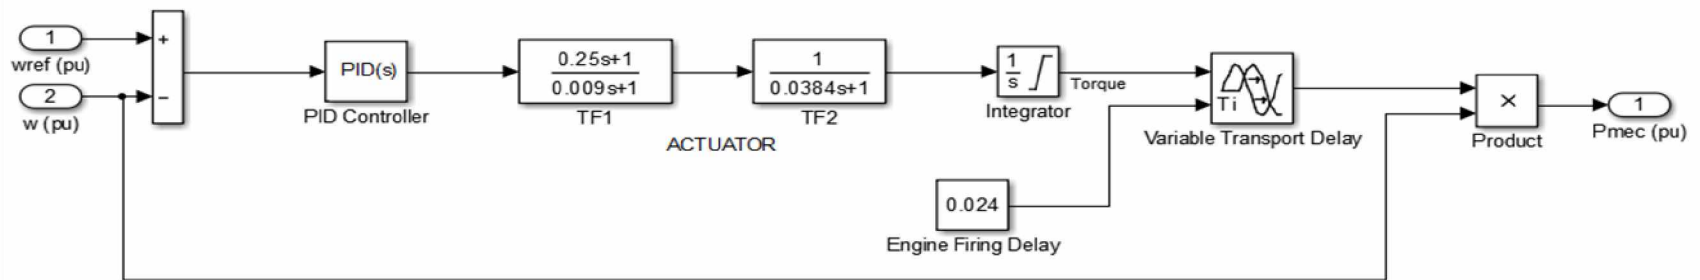 1
wref (pu)
2
w (pu)
+
−
PID(s)
PID Controller
0.25s+1
0.009s+1
TF1
1
0.0384s+1
TF2
ACTUATOR
1
s
Integrator
Torque
0.024
Engine Firing Delay
Ti
Variable Transport Delay
×
Product
1
Pmec (pu)